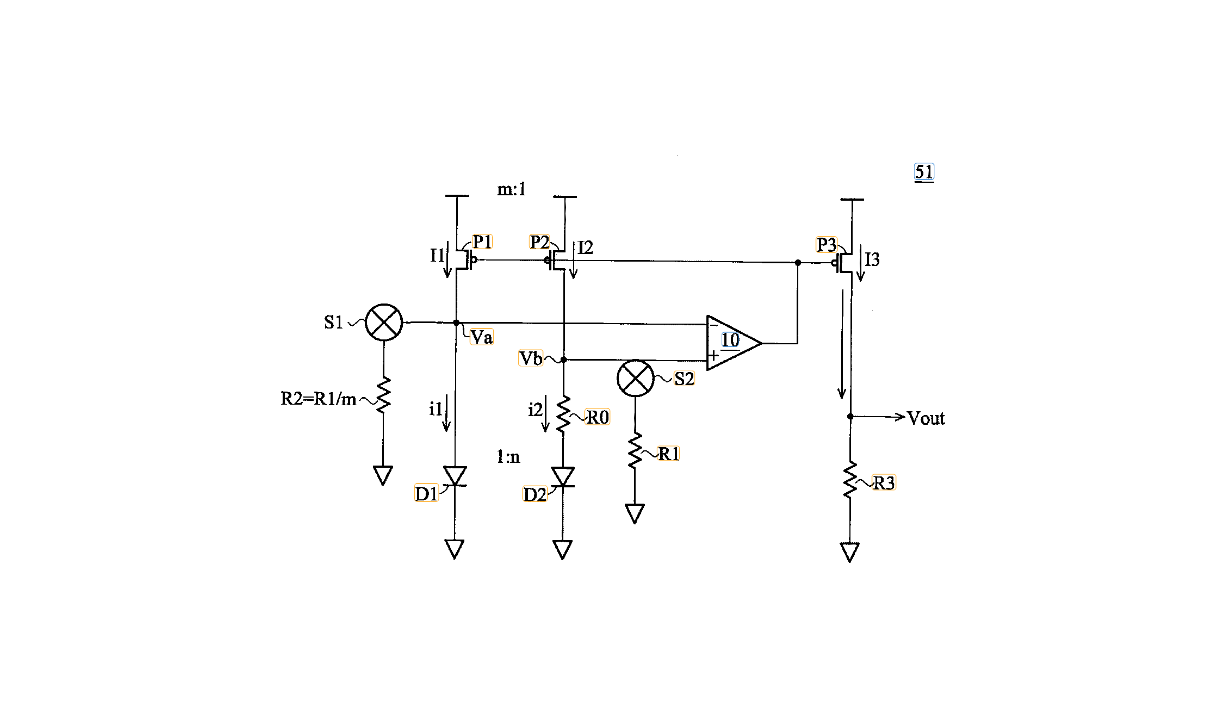 51
m:1
I1
P1
P2
I2
P3
I3
S1
Va
10
−
+
Vb
S2
R2=R1/m
i1
i2
R0
Vout
1:n
R1
D1
D2
R3